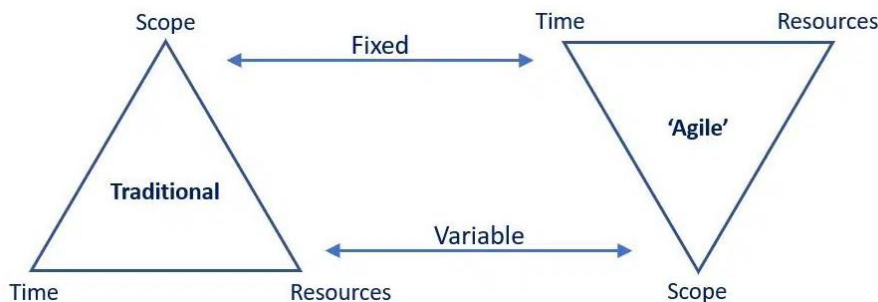 Scope
Fixed
Time
Resources
'Agile'
Traditional
Variable
Time
Resources
Scope